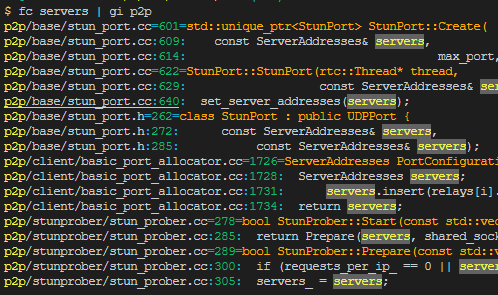 $ fc servers | gi p2p
p2p/base/stun_port.cc=601=std::unique_ptr<StunPort> StunPort::Create(
p2p/base/stun_port.cc:609:    const ServerAddresses& servers,
p2p/base/stun_port.cc:614:                                      max_port,
p2p/base/stun_port.cc=622=StunPort::StunPort(rtc::Thread* thread,
p2p/base/stun_port.cc:629:                   const ServerAddresses& ser
p2p/base/stun_port.cc:640:  set_server_addresses(servers);
p2p/base/stun_port.h=262=class StunPort : public UDPPort {
p2p/base/stun_port.h:272:      const ServerAddresses& servers,
p2p/base/stun_port.h:285:           const ServerAddresses& servers);
p2p/client/basic_port_allocator.cc=1726=ServerAddresses PortConfigurati
p2p/client/basic_port_allocator.cc:1728:  ServerAddresses servers;
p2p/client/basic_port_allocator.cc:1731:      servers.insert(relays[i].
p2p/client/basic_port_allocator.cc:1734:  return servers;
p2p/stunprober/stun_prober.cc=278=bool StunProber::Start(const std::vec
p2p/stunprober/stun_prober.cc:285:  return Prepare(servers, shared_sock
p2p/stunprober/stun_prober.cc=289=bool StunProber::Prepare(const std::v
p2p/stunprober/stun_prober.cc:300:  if (requests_per_ip_ == 0 || server
p2p/stunprober/stun_prober.cc:305:  servers_ = servers;